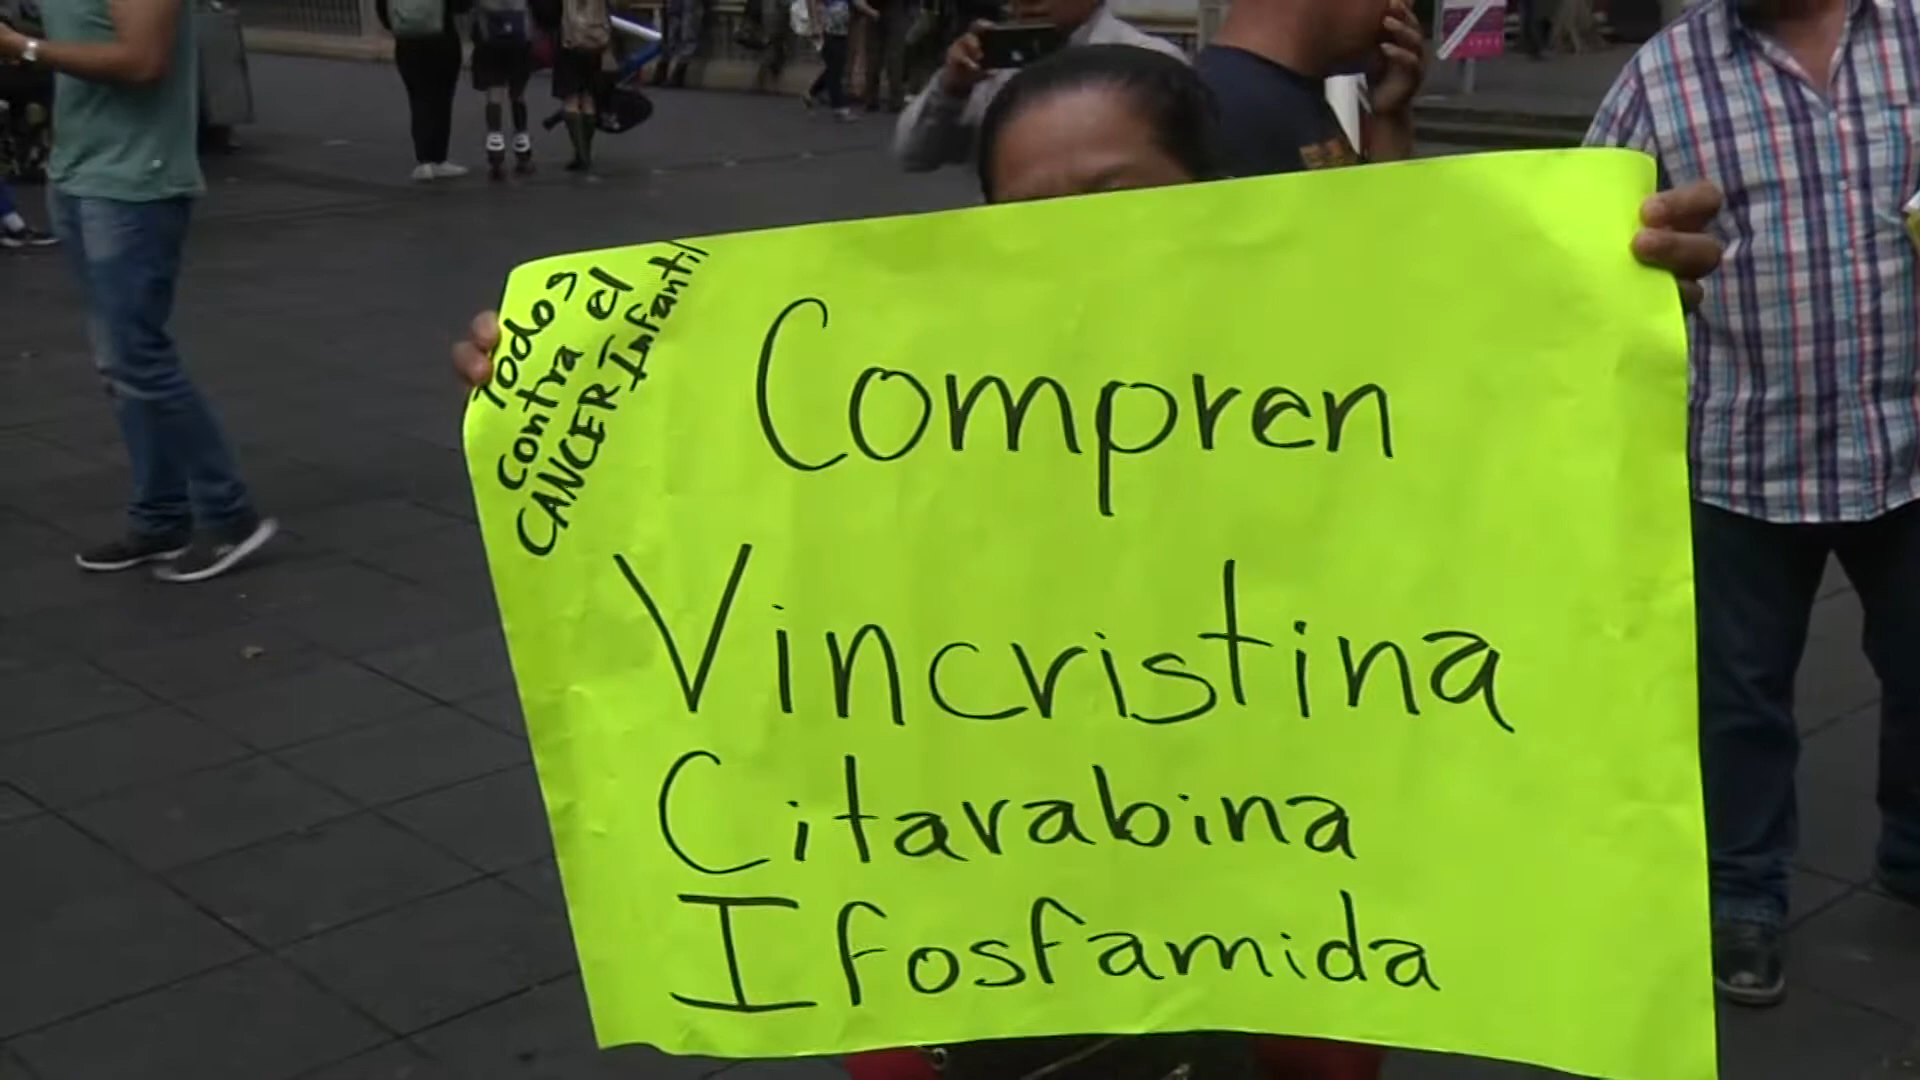 Todos
contra el
CANCER Infantil
Compren
Vincristina
Citarabina
Ifosfamida